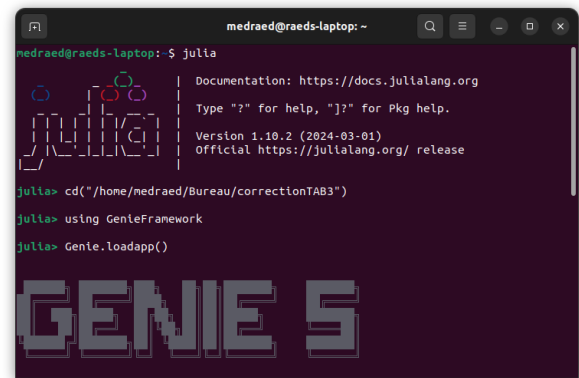 medraed@raeds-laptop: ~
medraed@raeds-laptop:~$ julia
Documentation: https://docs.julialang.org
Type "?" for help, "]?" for Pkg help.
Version 1.10.2 (2024-03-01)
Official https://julialang.org/ release
julia> cd("/home/medraed/Bureau/correctionTAB3")
julia> using GenieFramework
julia> Genie.loadapp()
GENIE S